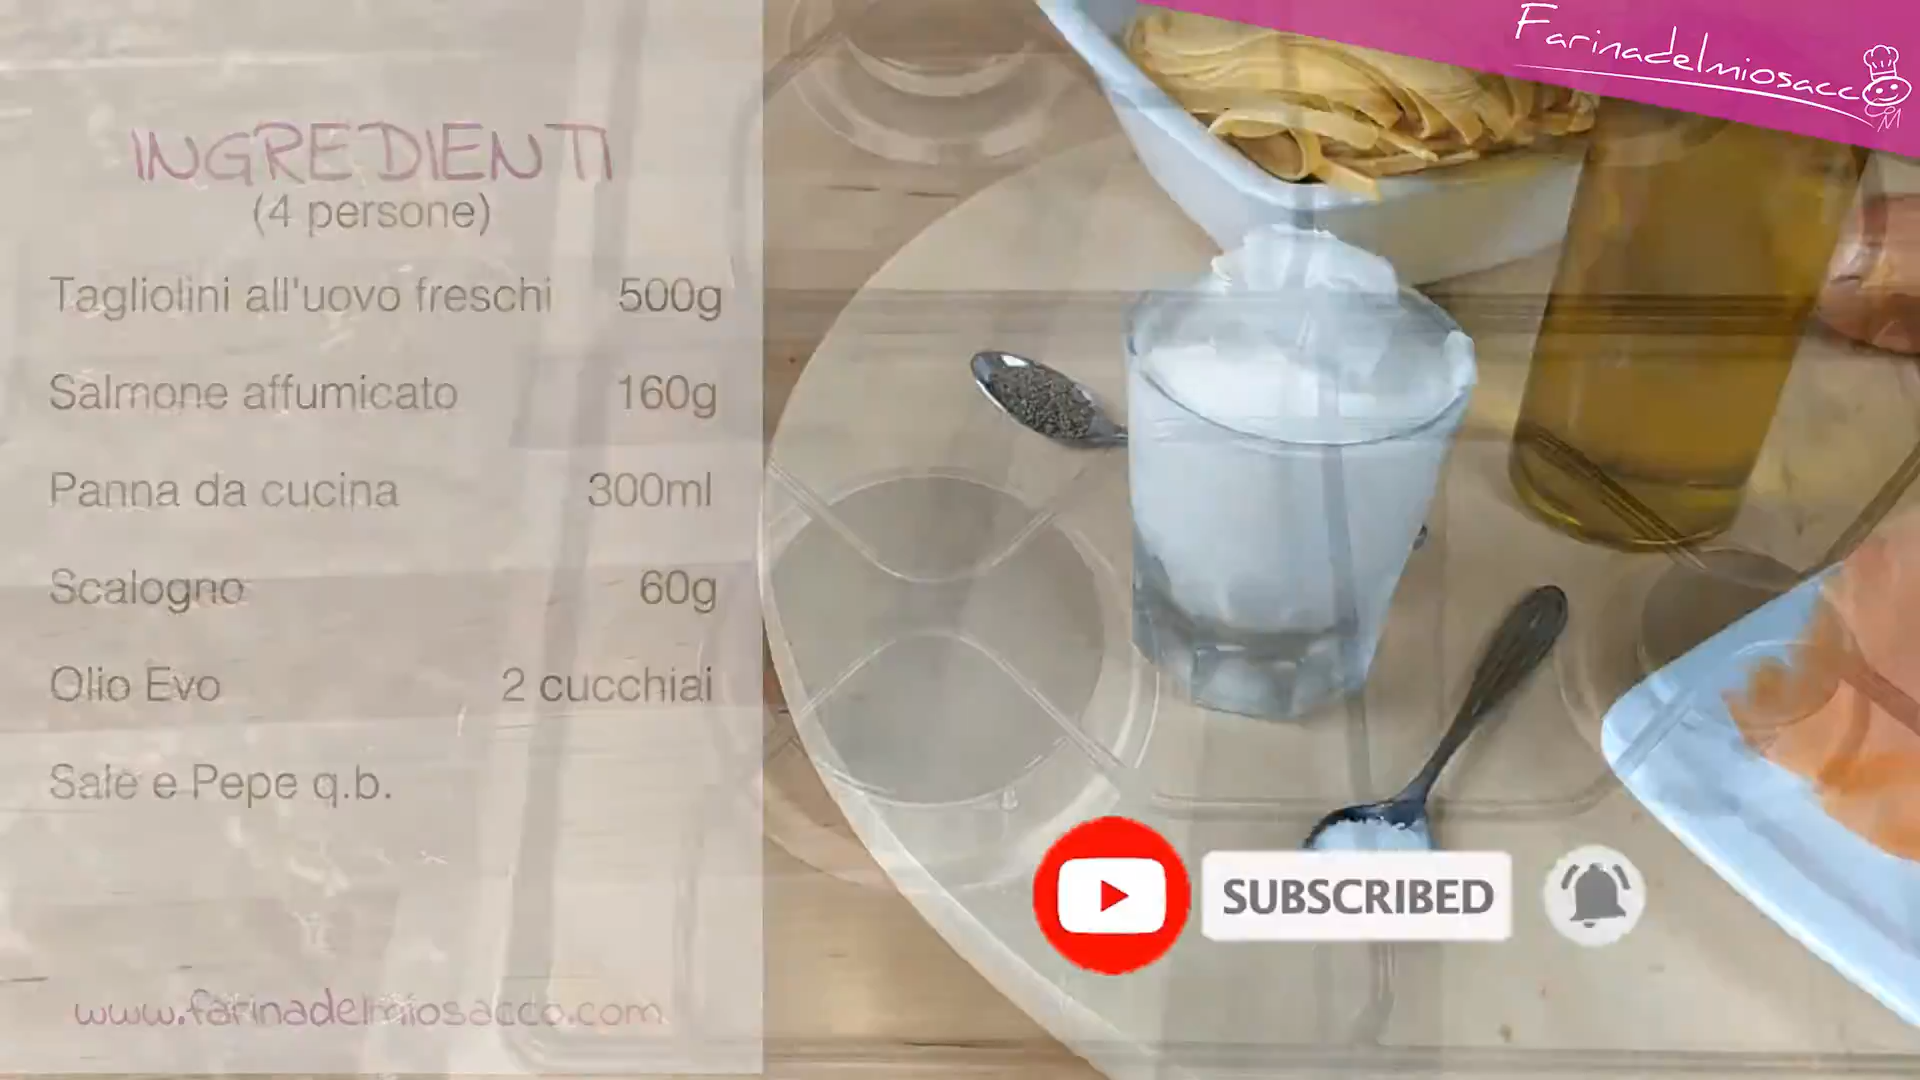 Farinadelmiosacco
INGREDIENTI
(4 persone)
Tagliolini all'uovo freschi 500g
Salmone affumicato 160g
Panna da cucina 300ml
Scalogno 60g
Olio Evo 2 cucchiai
Sale e Pepe q.b.
SUBSCRIBED
www.farinadelmiosacco.com